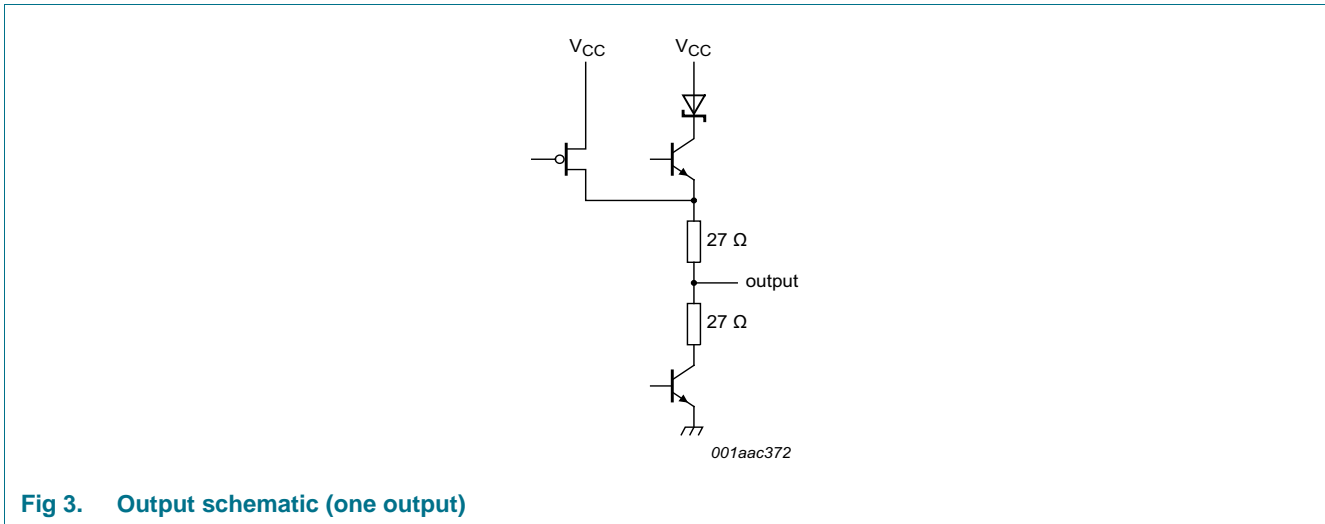 VCC VCC
27 Ω
output
27 Ω
001aac372
Fig 3. Output schematic (one output)